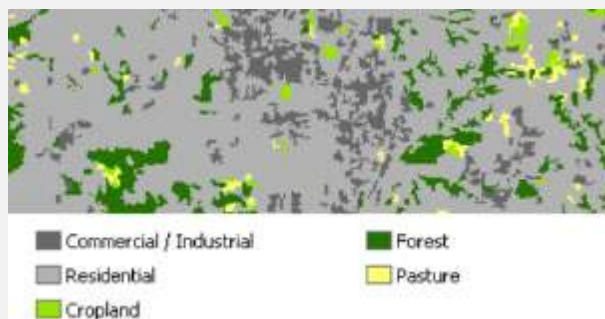 Commercial / Industrial
Residential
Cropland
Forest
Pasture